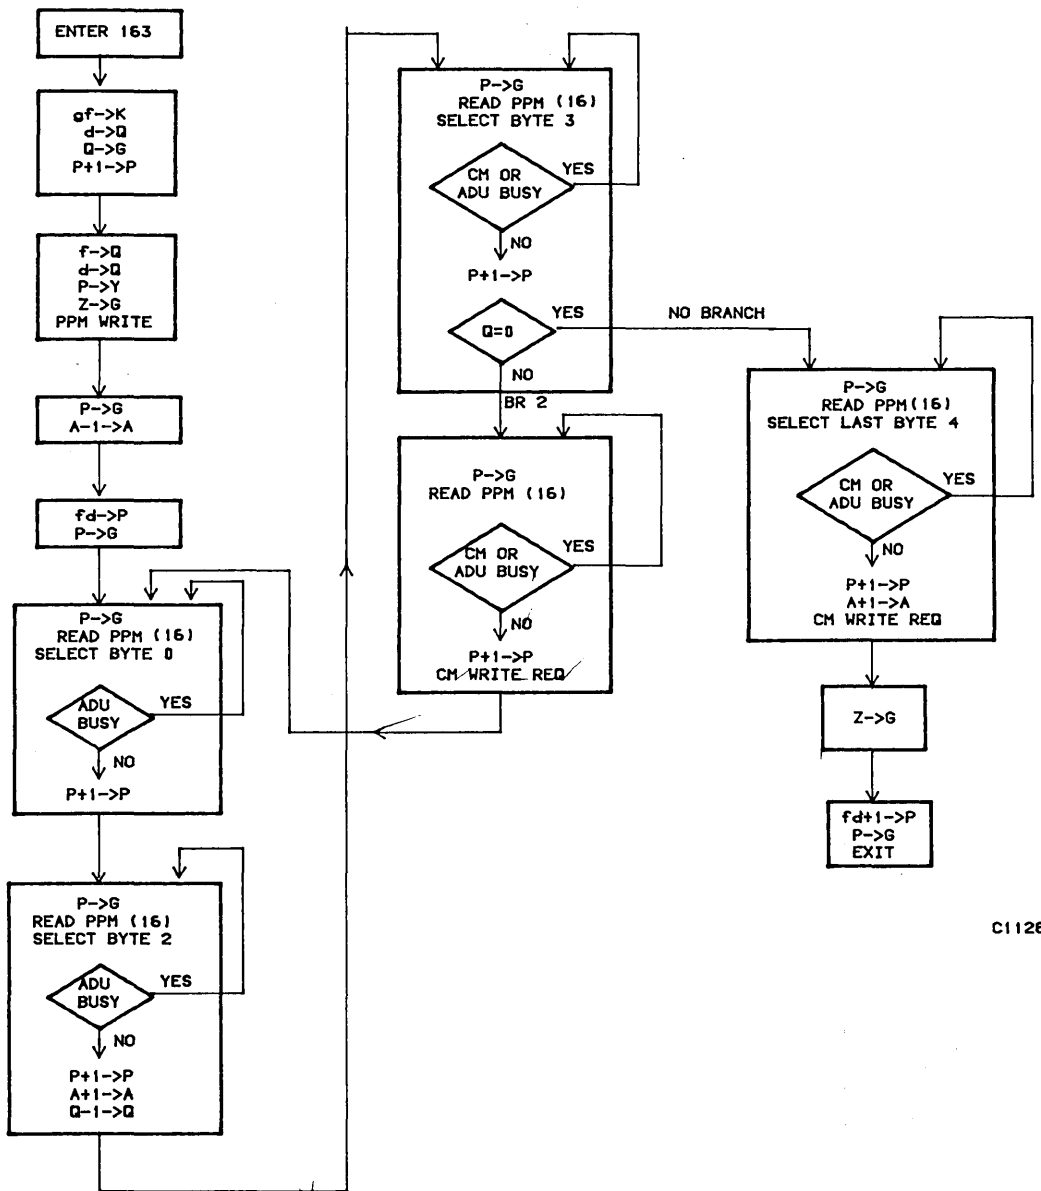 ENTER 163
gf->K
d->Q
Q->G
P+1->P
f->Q
d->Q
P->Y
Z->G
PPM WRITE
P->G
A-1->A
fd->P
P->G
P->G
READ PPM (16)
SELECT BYTE 0
ADU
BUSY
YES
NO
P+1->P
P->G
READ PPM (16)
SELECT BYTE 2
ADU
BUSY
YES
NO
P+1->P
A+1->A
Q-1->Q
P->G
READ PPM (16)
SELECT BYTE 3
CM OR
ADU BUSY
YES
NO
P+1->P
Q=0
YES
NO BRANCH
NO
BR 2
P->G
READ PPM (16)
CM OR
ADU BUSY
YES
NO
P+1->P
CM WRITE REQ
P->G
READ PPM(16)
SELECT LAST BYTE 4
CM OR
ADU BUSY
YES
NO
P+1->P
A+1->A
CM WRITE REQ
Z->G
fd+1->P
P->G
EXIT
C1128